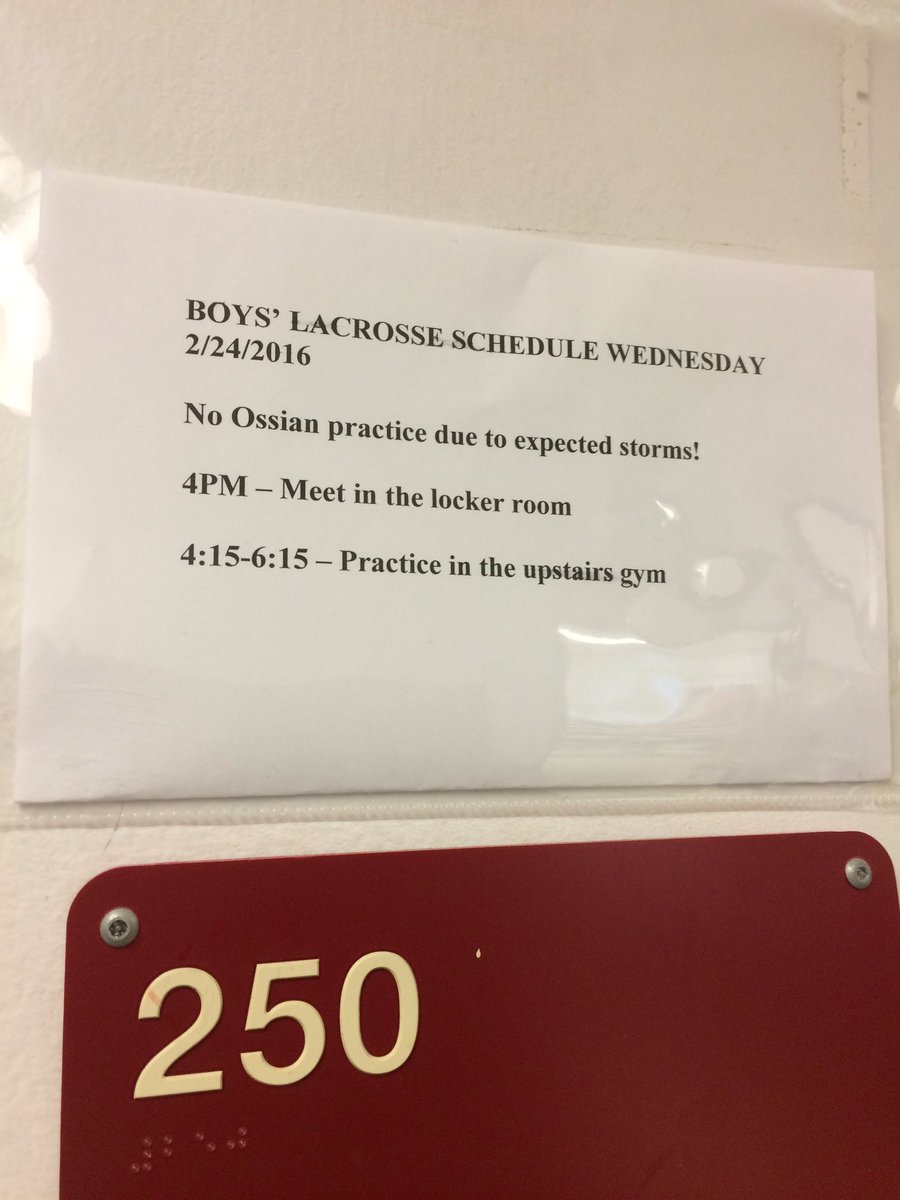 BOYS' LACROSSE SCHEDULE WEDNESDAY
2/24/2016
No Ossian practice due to expected storms!
4PM – Meet in the locker room
4:15-6:15 – Practice in the upstairs gym
250